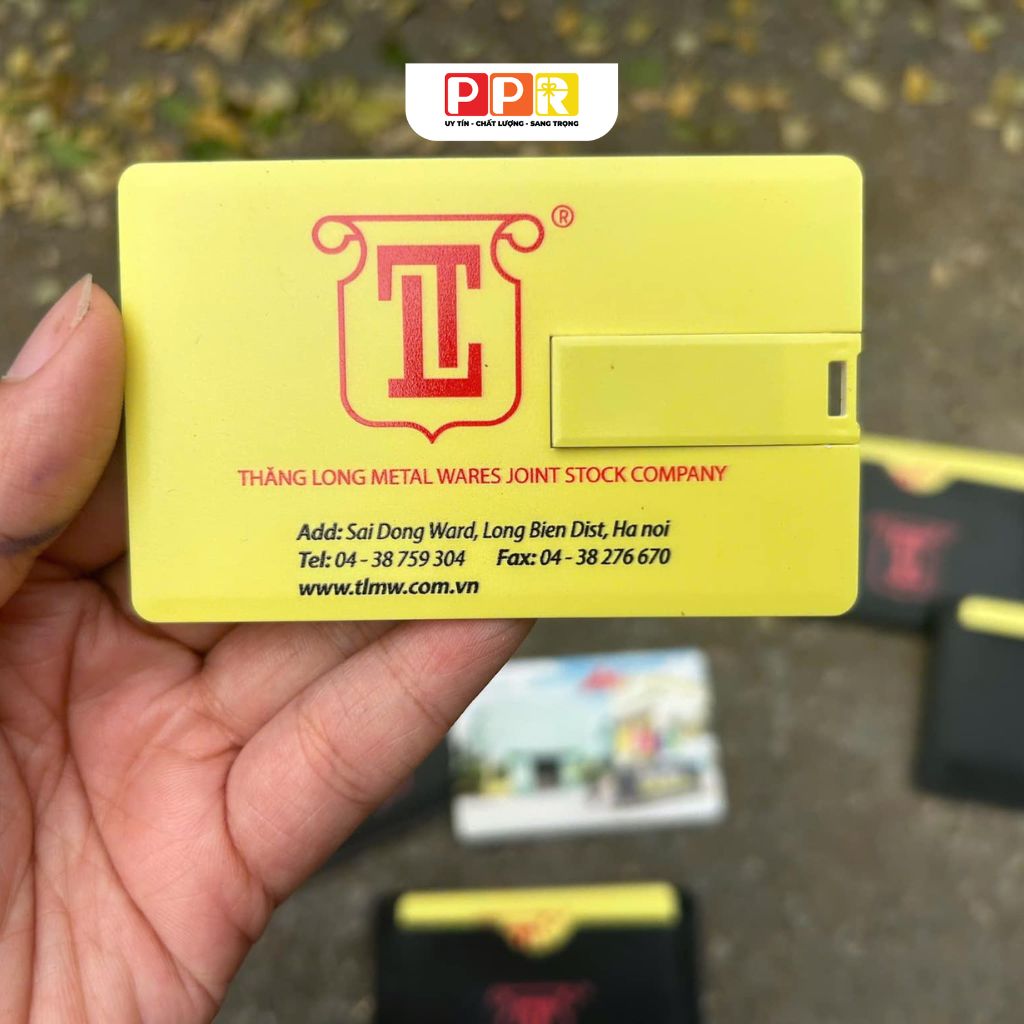 PPR
UY TÍN - CHẤT LƯỢNG - SANG TRỌNG
®
TL
THĂNG LONG METAL WARES JOINT STOCK COMPANY
Add: Sai Dong Ward, Long Bien Dist, Ha noi
Tel: 04 - 38 759 304 Fax: 04 - 38 276 670
www.tlmw.com.vn